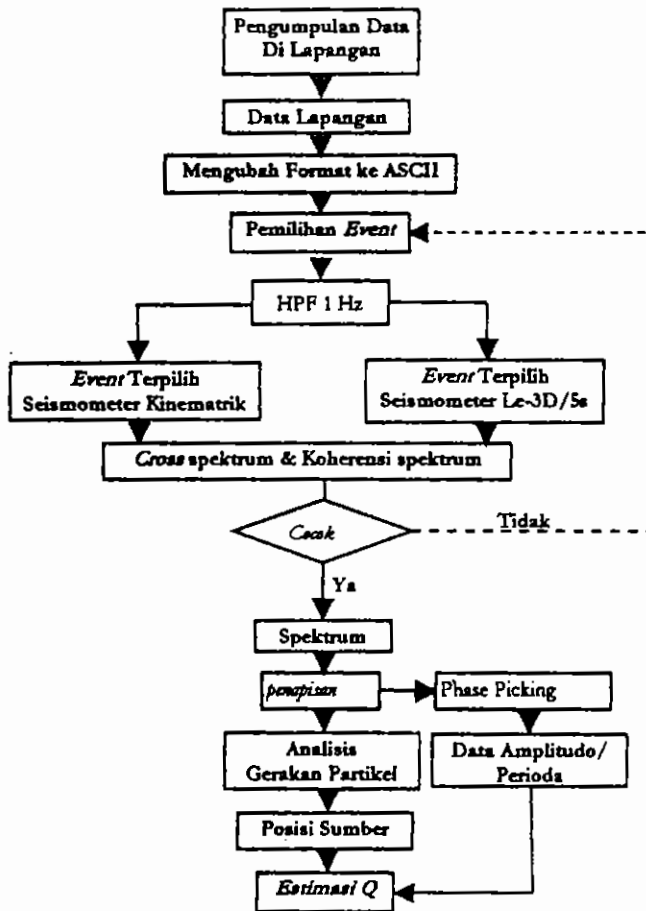 Pengumpulan Data
Di Lapangan
Data Lapangan
Mengubah Format ke ASCII
Pemilihan Event
HPF 1 Hz
Event Terpilih
Seismometer Kinematrik
Event Terpilih
Seismometer Le-3D/5s
Cross spektrum & Koherensi spektrum
Cocok
Tidak
Ya
Spektrum
penapisan
Phase Picking
Analisis
Gerakan Partikel
Data Amplitudo/
Perioda
Posisi Sumber
Estimasi Q